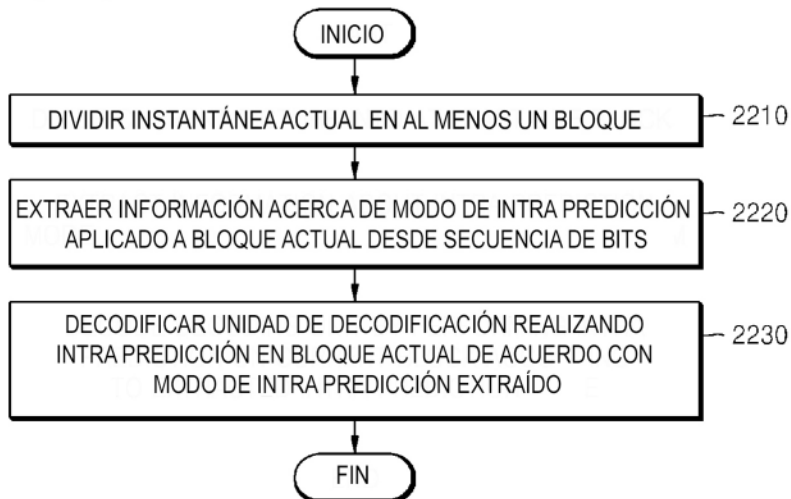 INICIO
DIVIDIR INSTANTÁNEA ACTUAL EN AL MENOS UN BLOQUE
2210
EXTRAER INFORMACIÓN ACERCA DE MODO DE INTRA PREDICCIÓN
APLICADO A BLOQUE ACTUAL DESDE SECUENCIA DE BITS
2220
DECODIFICAR UNIDAD DE DECODIFICACIÓN REALIZANDO
INTRA PREDICCIÓN EN BLOQUE ACTUAL DE ACUERDO CON
MODO DE INTRA PREDICCIÓN EXTRAÍDO
2230
FIN